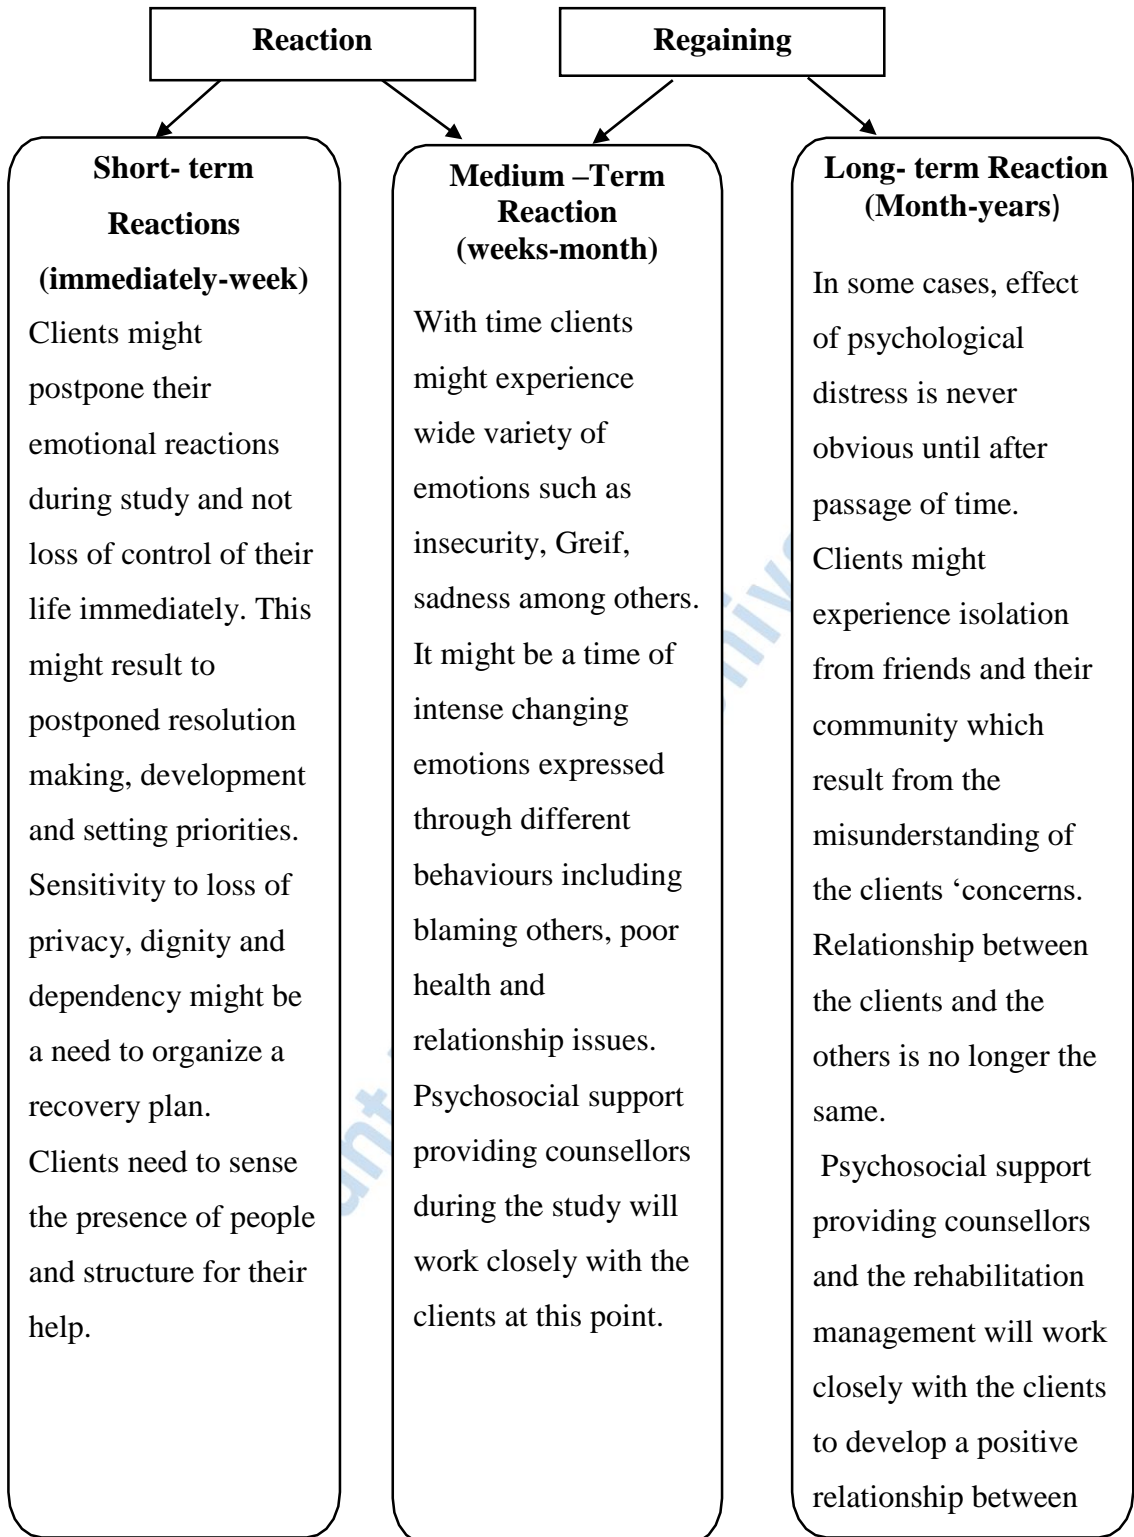 Reaction
Regaining
Short- term
Reactions
(immediately-week)
Clients might
postpone their
emotional reactions
during study and not
loss of control of their
life immediately. This
might result to
postponed resolution
making, development
and setting priorities.
Sensitivity to loss of
privacy, dignity and
dependency might be
a need to organize a
recovery plan.
Clients need to sense
the presence of people
and structure for their
help.
Medium –Term
Reaction
(weeks-month)
With time clients
might experience
wide variety of
emotions such as
insecurity, Greif,
sadness among others.
It might be a time of
intense changing
emotions expressed
through different
behaviours including
blaming others, poor
health and
relationship issues.
Psychosocial support
providing counsellors
during the study will
work closely with the
clients at this point.
Long- term Reaction
(Month-years)
In some cases, effect
of psychological
distress is never
obvious until after
passage of time.
Clients might
experience isolation
from friends and their
community which
result from the
misunderstanding of
the clients ‘concerns.
Relationship between
the clients and the
others is no longer the
same.
Psychosocial support
providing counsellors
and the rehabilitation
management will work
closely with the clients
to develop a positive
relationship between